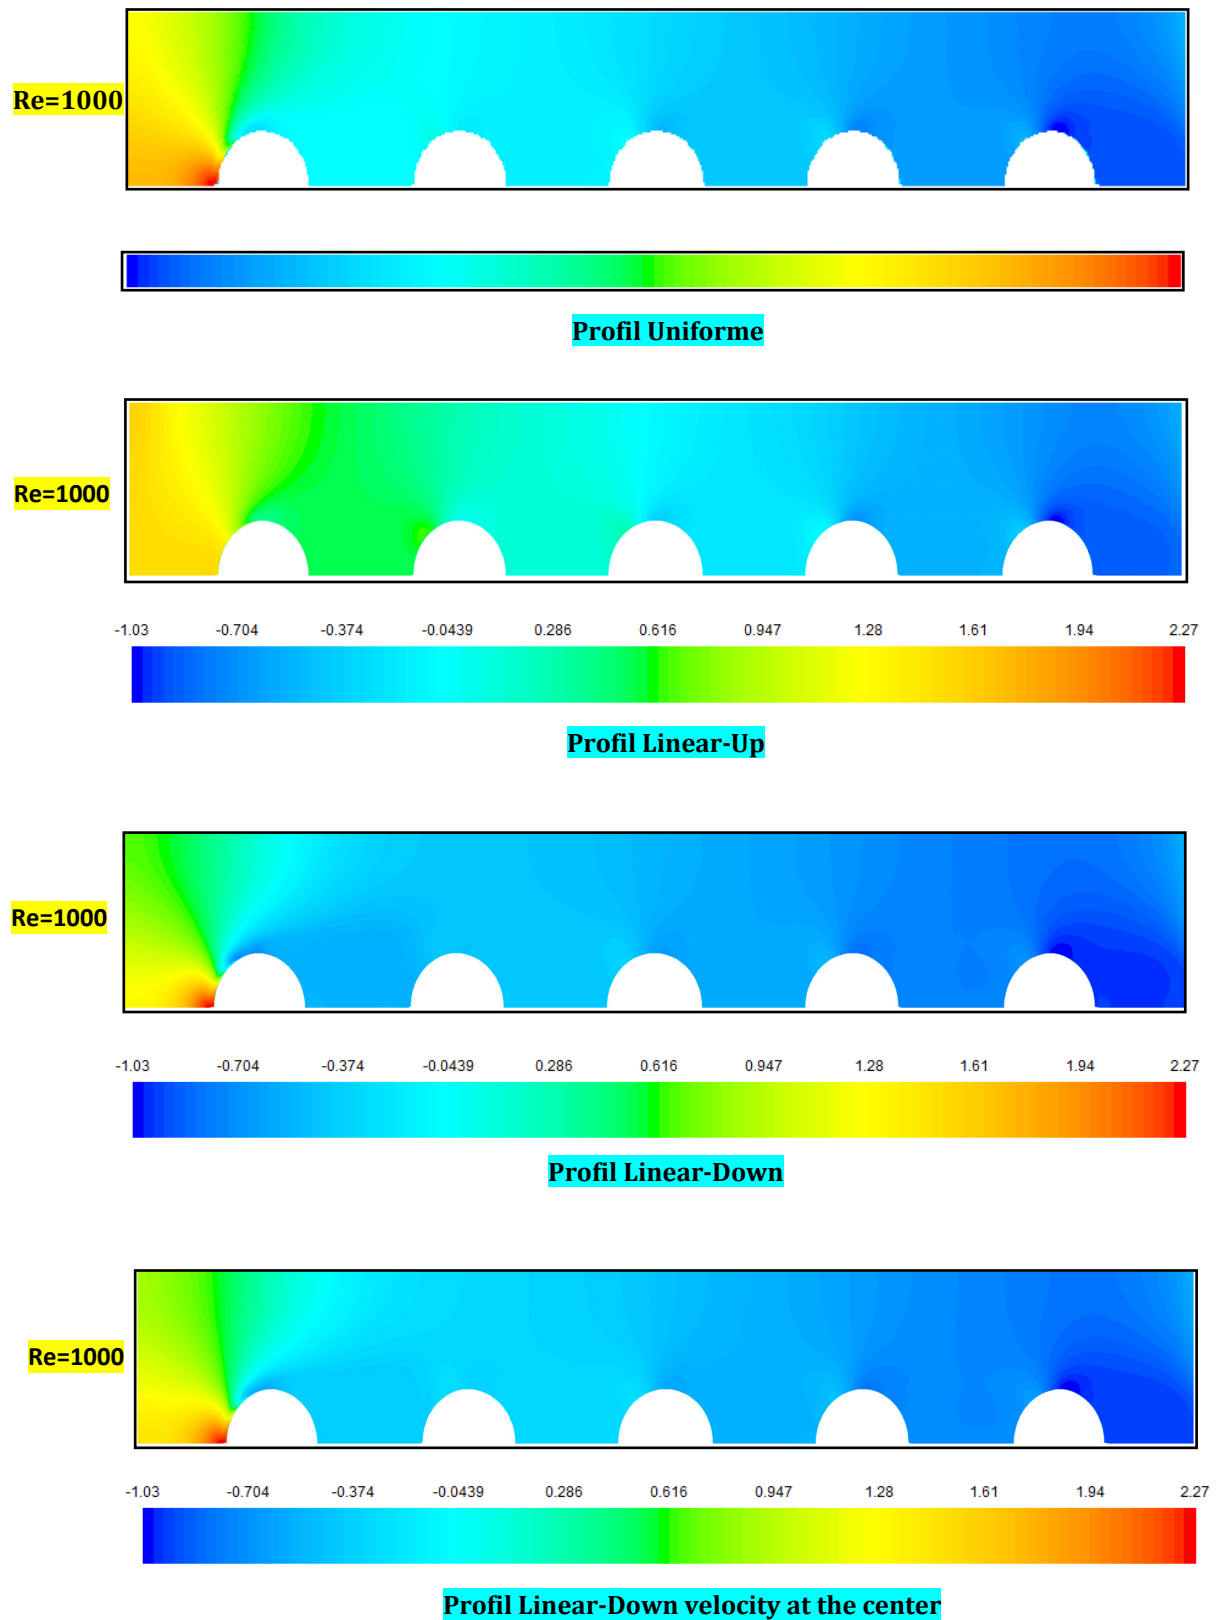 Re=1000
Profil Uniforme
Re=1000
-1.03 -0.704 -0.374 -0.0439 0.286 0.616 0.947 1.28 1.61 1.94 2.27
Profil Linear-Up
Re=1000
-1.03 -0.704 -0.374 -0.0439 0.286 0.616 0.947 1.28 1.61 1.94 2.27
Profil Linear-Down
Re=1000
-1.03 -0.704 -0.374 -0.0439 0.286 0.616 0.947 1.28 1.61 1.94 2.27
Profil Linear-Down velocity at the center